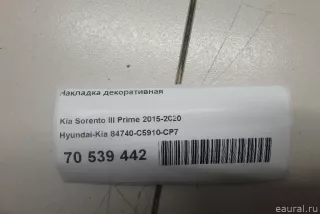 Накладка декоративная
Kia Sorento III Prime 2015-2020
Hyundai-Kia 84740-C5910-CP7
70 539 442
eaural.ru